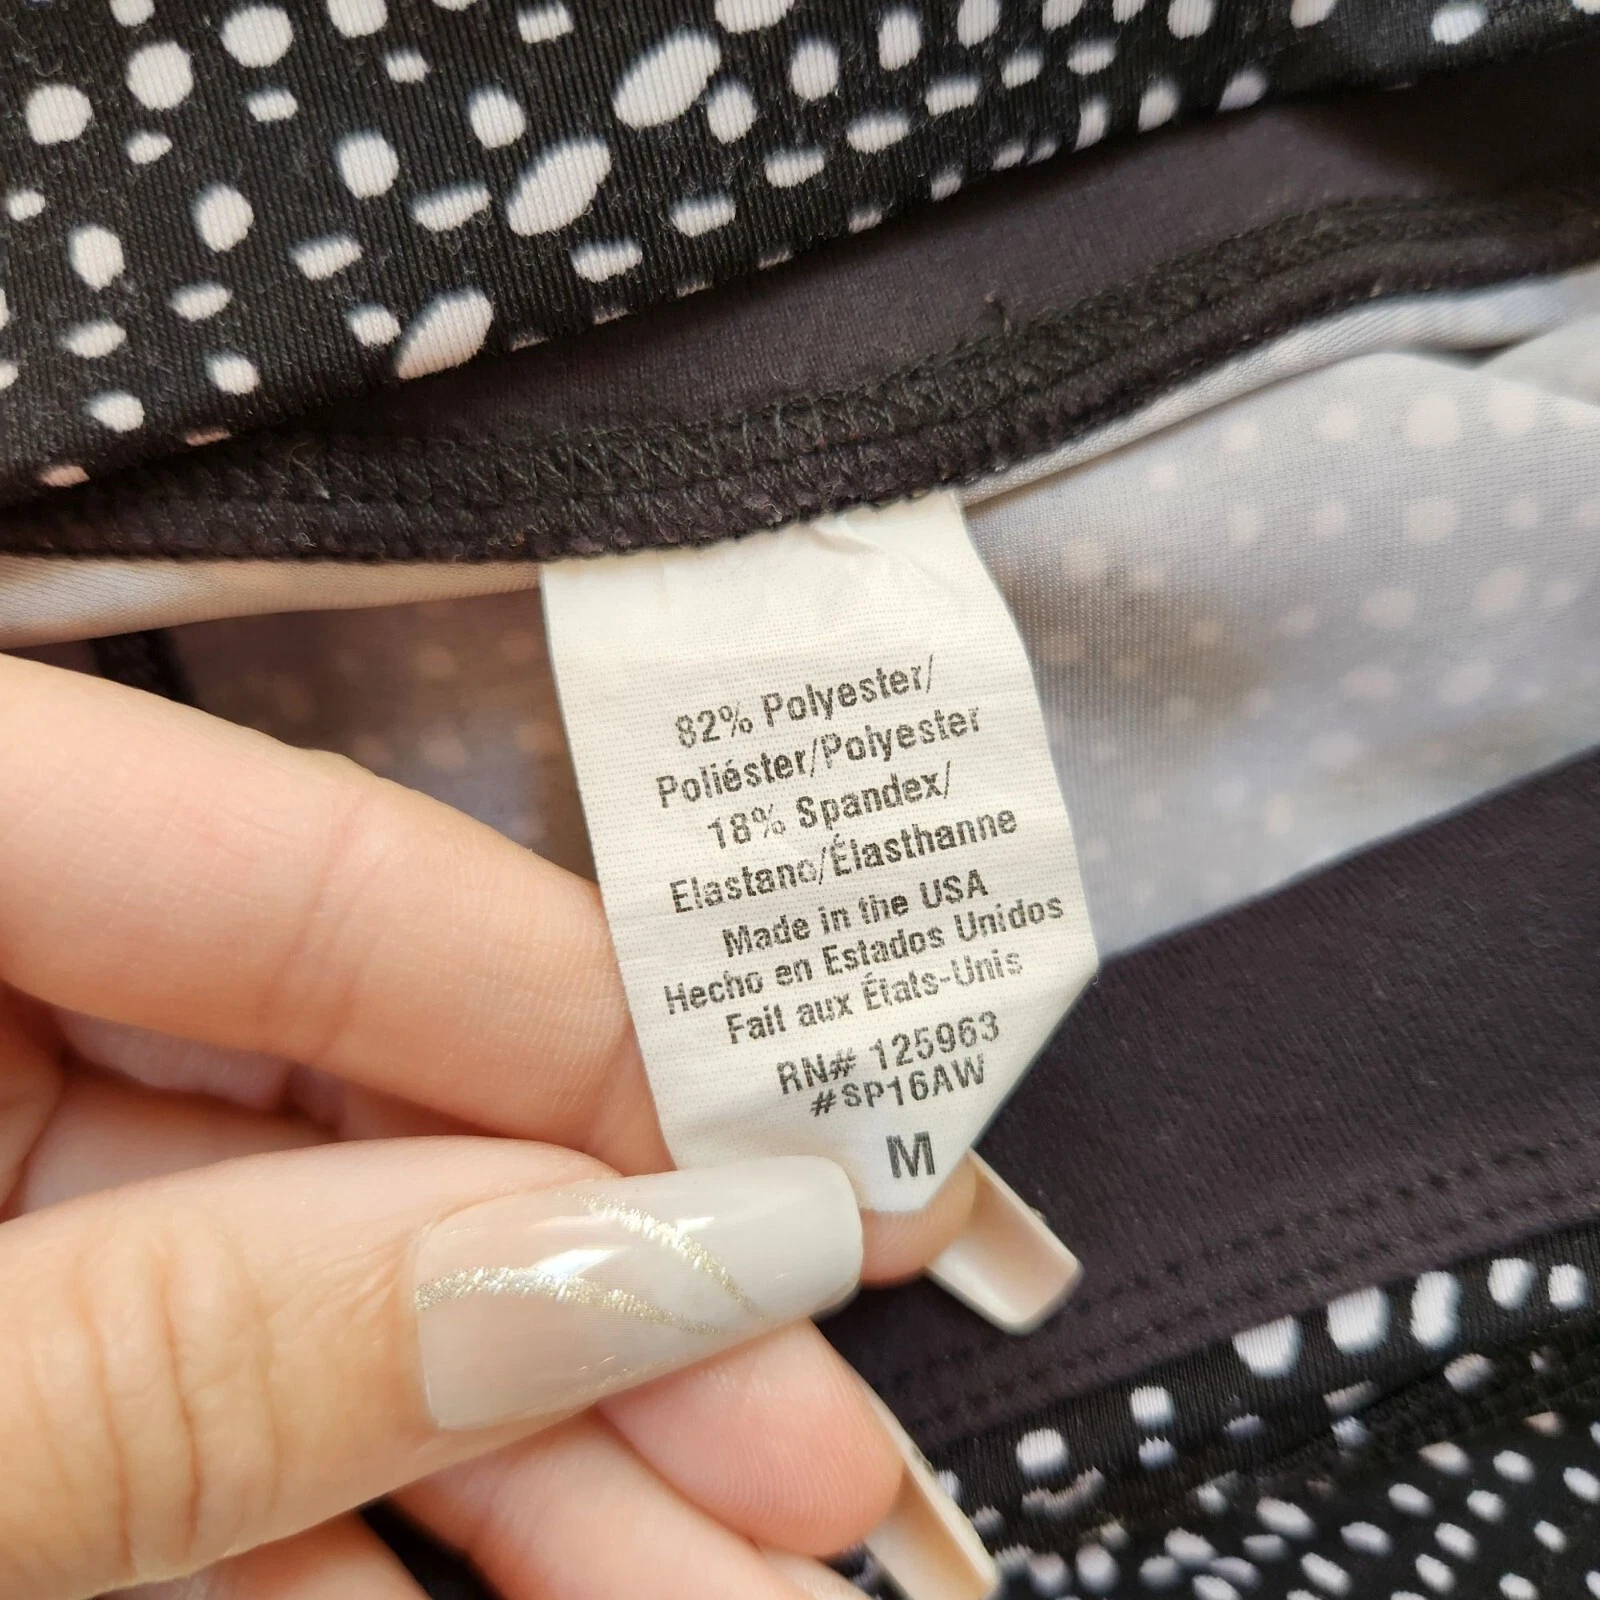 82% Polyester/
Poliéster/Polyester
18% Spandex/
Elastano/Élasthanne
Made in the USA
Hecho en Estados Unidos
Fait aux États-Unis
RN# 125963
#SP16AW
M